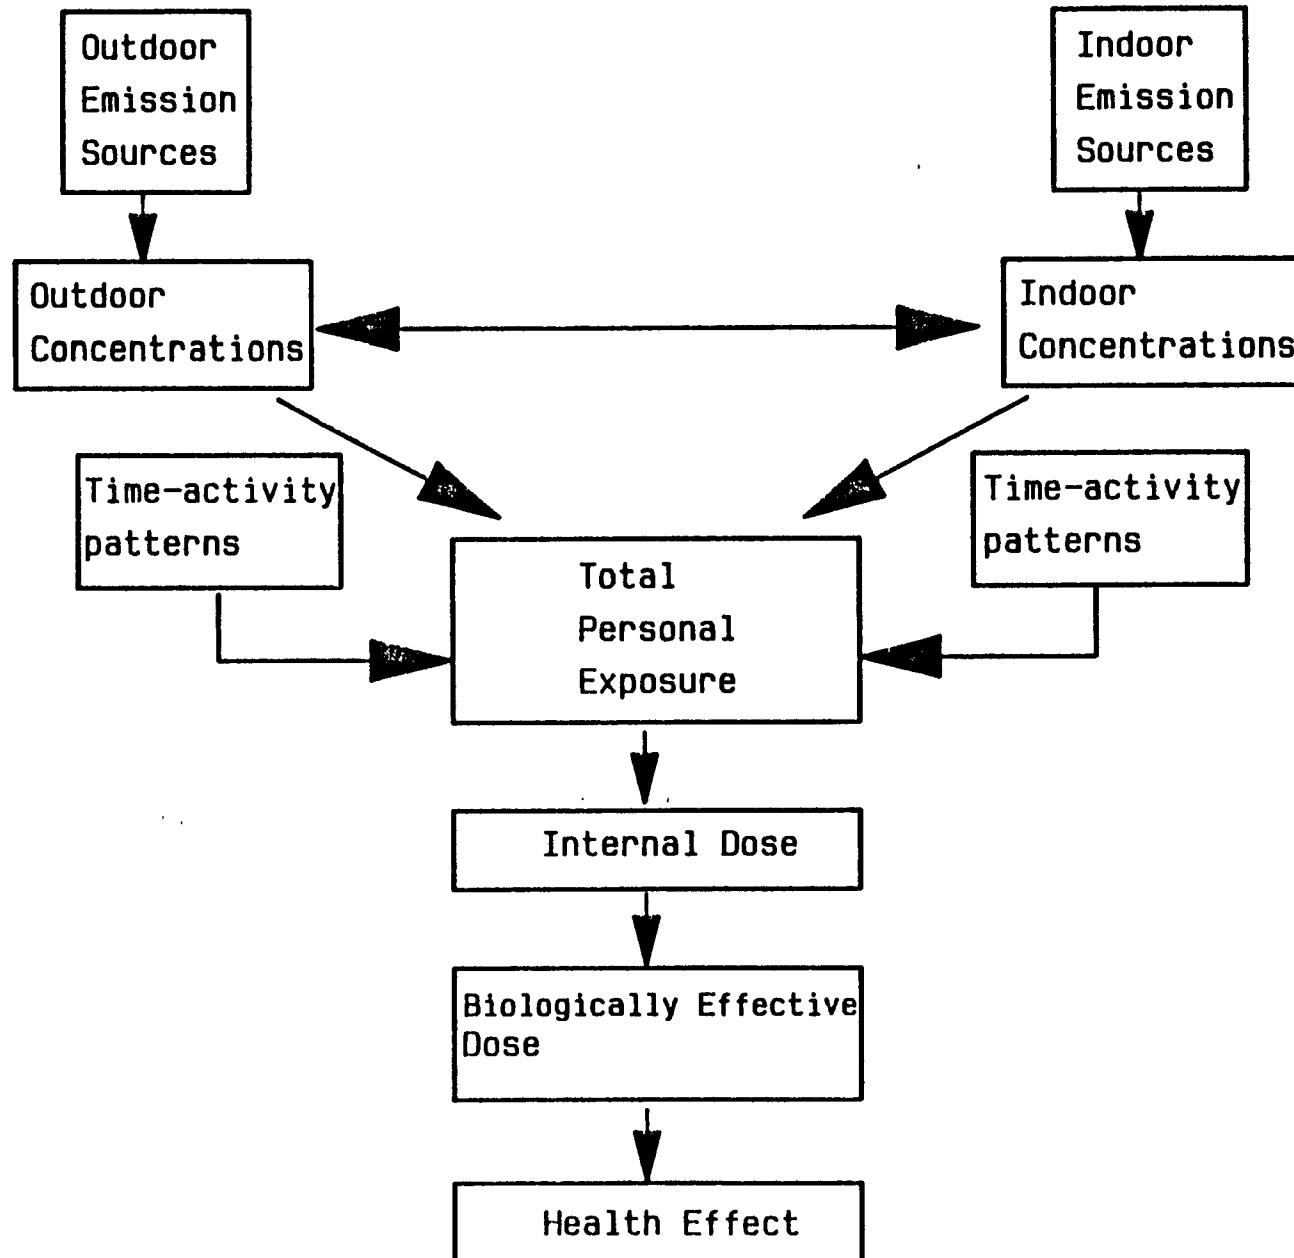 Outdoor
Emission
Sources
Indoor
Emission
Sources
Outdoor
Concentrations
Indoor
Concentrations
Time-activity
patterns
Time-activity
patterns
Total
Personal
Exposure
Internal Dose
Biologically Effective
Dose
Health Effect